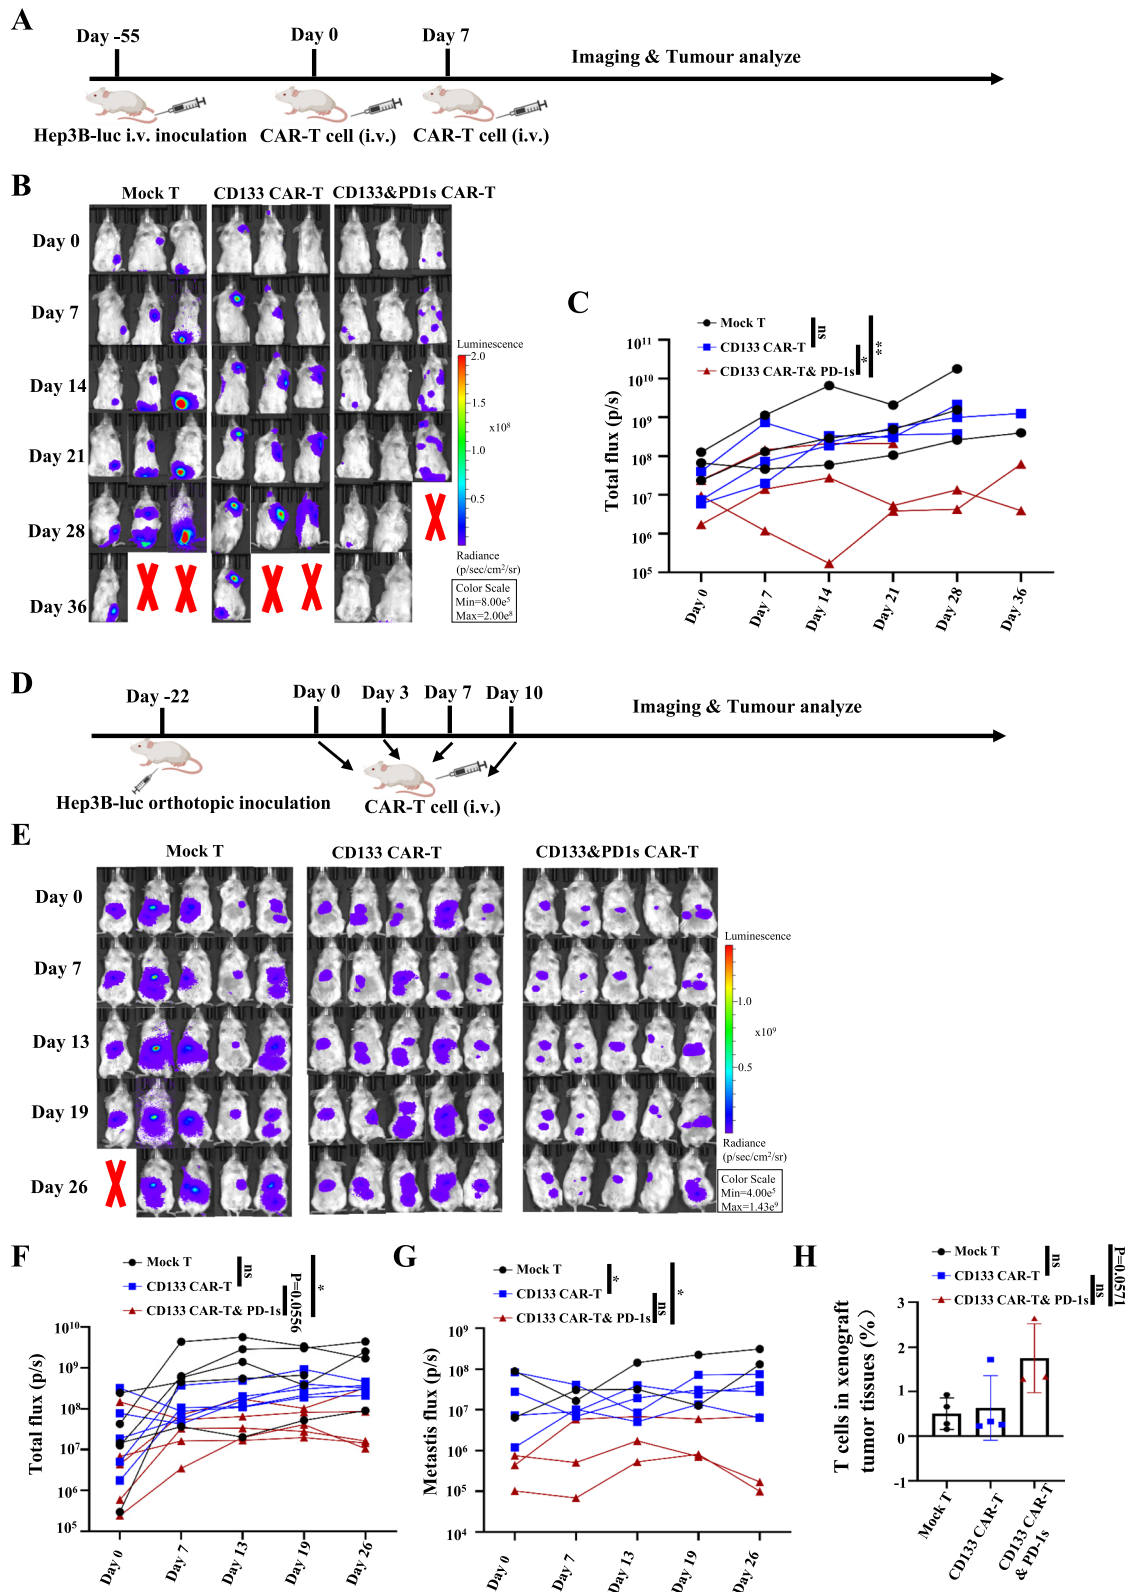 A
Day -55
Day 0
Day 7
Imaging & Tumour analyze
Hep3B-luc i.v. inoculation
CAR-T cell (i.v.)
CAR-T cell (i.v.)
B
Mock T
CD133 CAR-T
CD133&PD1s CAR-T
Day 0
Day 7
Day 14
Day 21
Day 28
Day 36
Luminescence
2.0
1.5
x10⁸
1.0
0.5
Radiance
(p/sec/cm²/sr)
Color Scale
Min=8.00e⁵
Max=2.00e⁸
C
Mock T
CD133 CAR-T
CD133 CAR-T& PD-1s
ns
*
**
Total flux (p/s)
10¹¹
10¹⁰
10⁹
10⁸
10⁷
10⁶
10⁵
Day 0
Day 7
Day 14
Day 21
Day 28
Day 36
D
Day -22
Day 0
Day 3
Day 7
Day 10
Imaging & Tumour analyze
Hep3B-luc orthotopic inoculation
CAR-T cell (i.v.)
E
Mock T
CD133 CAR-T
CD133&PD1s CAR-T
Day 0
Day 7
Day 13
Day 19
Day 26
Luminescence
1.0
x10⁹
0.5
Radiance
(p/sec/cm²/sr)
Color Scale
Min=4.00e⁵
Max=1.43e⁹
F
Mock T
CD133 CAR-T
CD133 CAR-T& PD-1s
ns
P=0.0556
*
Total flux (p/s)
10¹⁰
10⁹
10⁸
10⁷
10⁶
10⁵
Day 0
Day 7
Day 13
Day 19
Day 26
G
Mock T
CD133 CAR-T
CD133 CAR-T& PD-1s
*
ns
*
Metastis flux (p/s)
10⁹
10⁸
10⁷
10⁶
10⁵
10⁴
Day 0
Day 7
Day 13
Day 19
Day 26
H
Mock T
CD133 CAR-T
CD133 CAR-T& PD-1s
ns
ns
P=0.0571
T cells in xenograft
tumor tissues (%)
3
2
1
0
-1
Mock T
CD133 CAR-T
CD133 CAR-T
& PD-1s